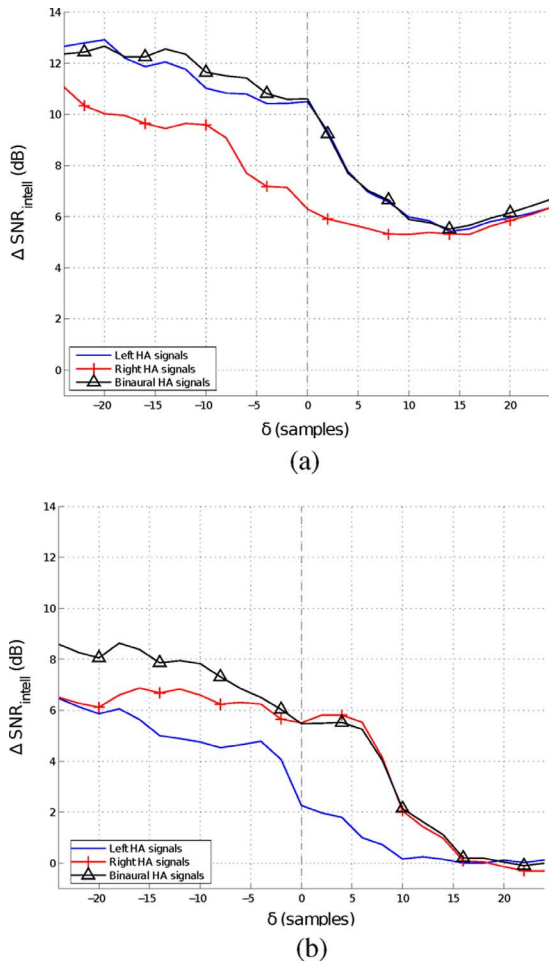 14
12
10
8
6
4
2
0
Δ SNRintell (dB)
Left HA signals
Right HA signals
Binaural HA signals
−20 −15 −10 −5 0 5 10 15 20
δ (samples)
(a)
14
12
10
8
6
4
2
0
Δ SNRintell (dB)
Left HA signals
Right HA signals
Binaural HA signals
−20 −15 −10 −5 0 5 10 15 20
δ (samples)
(b)